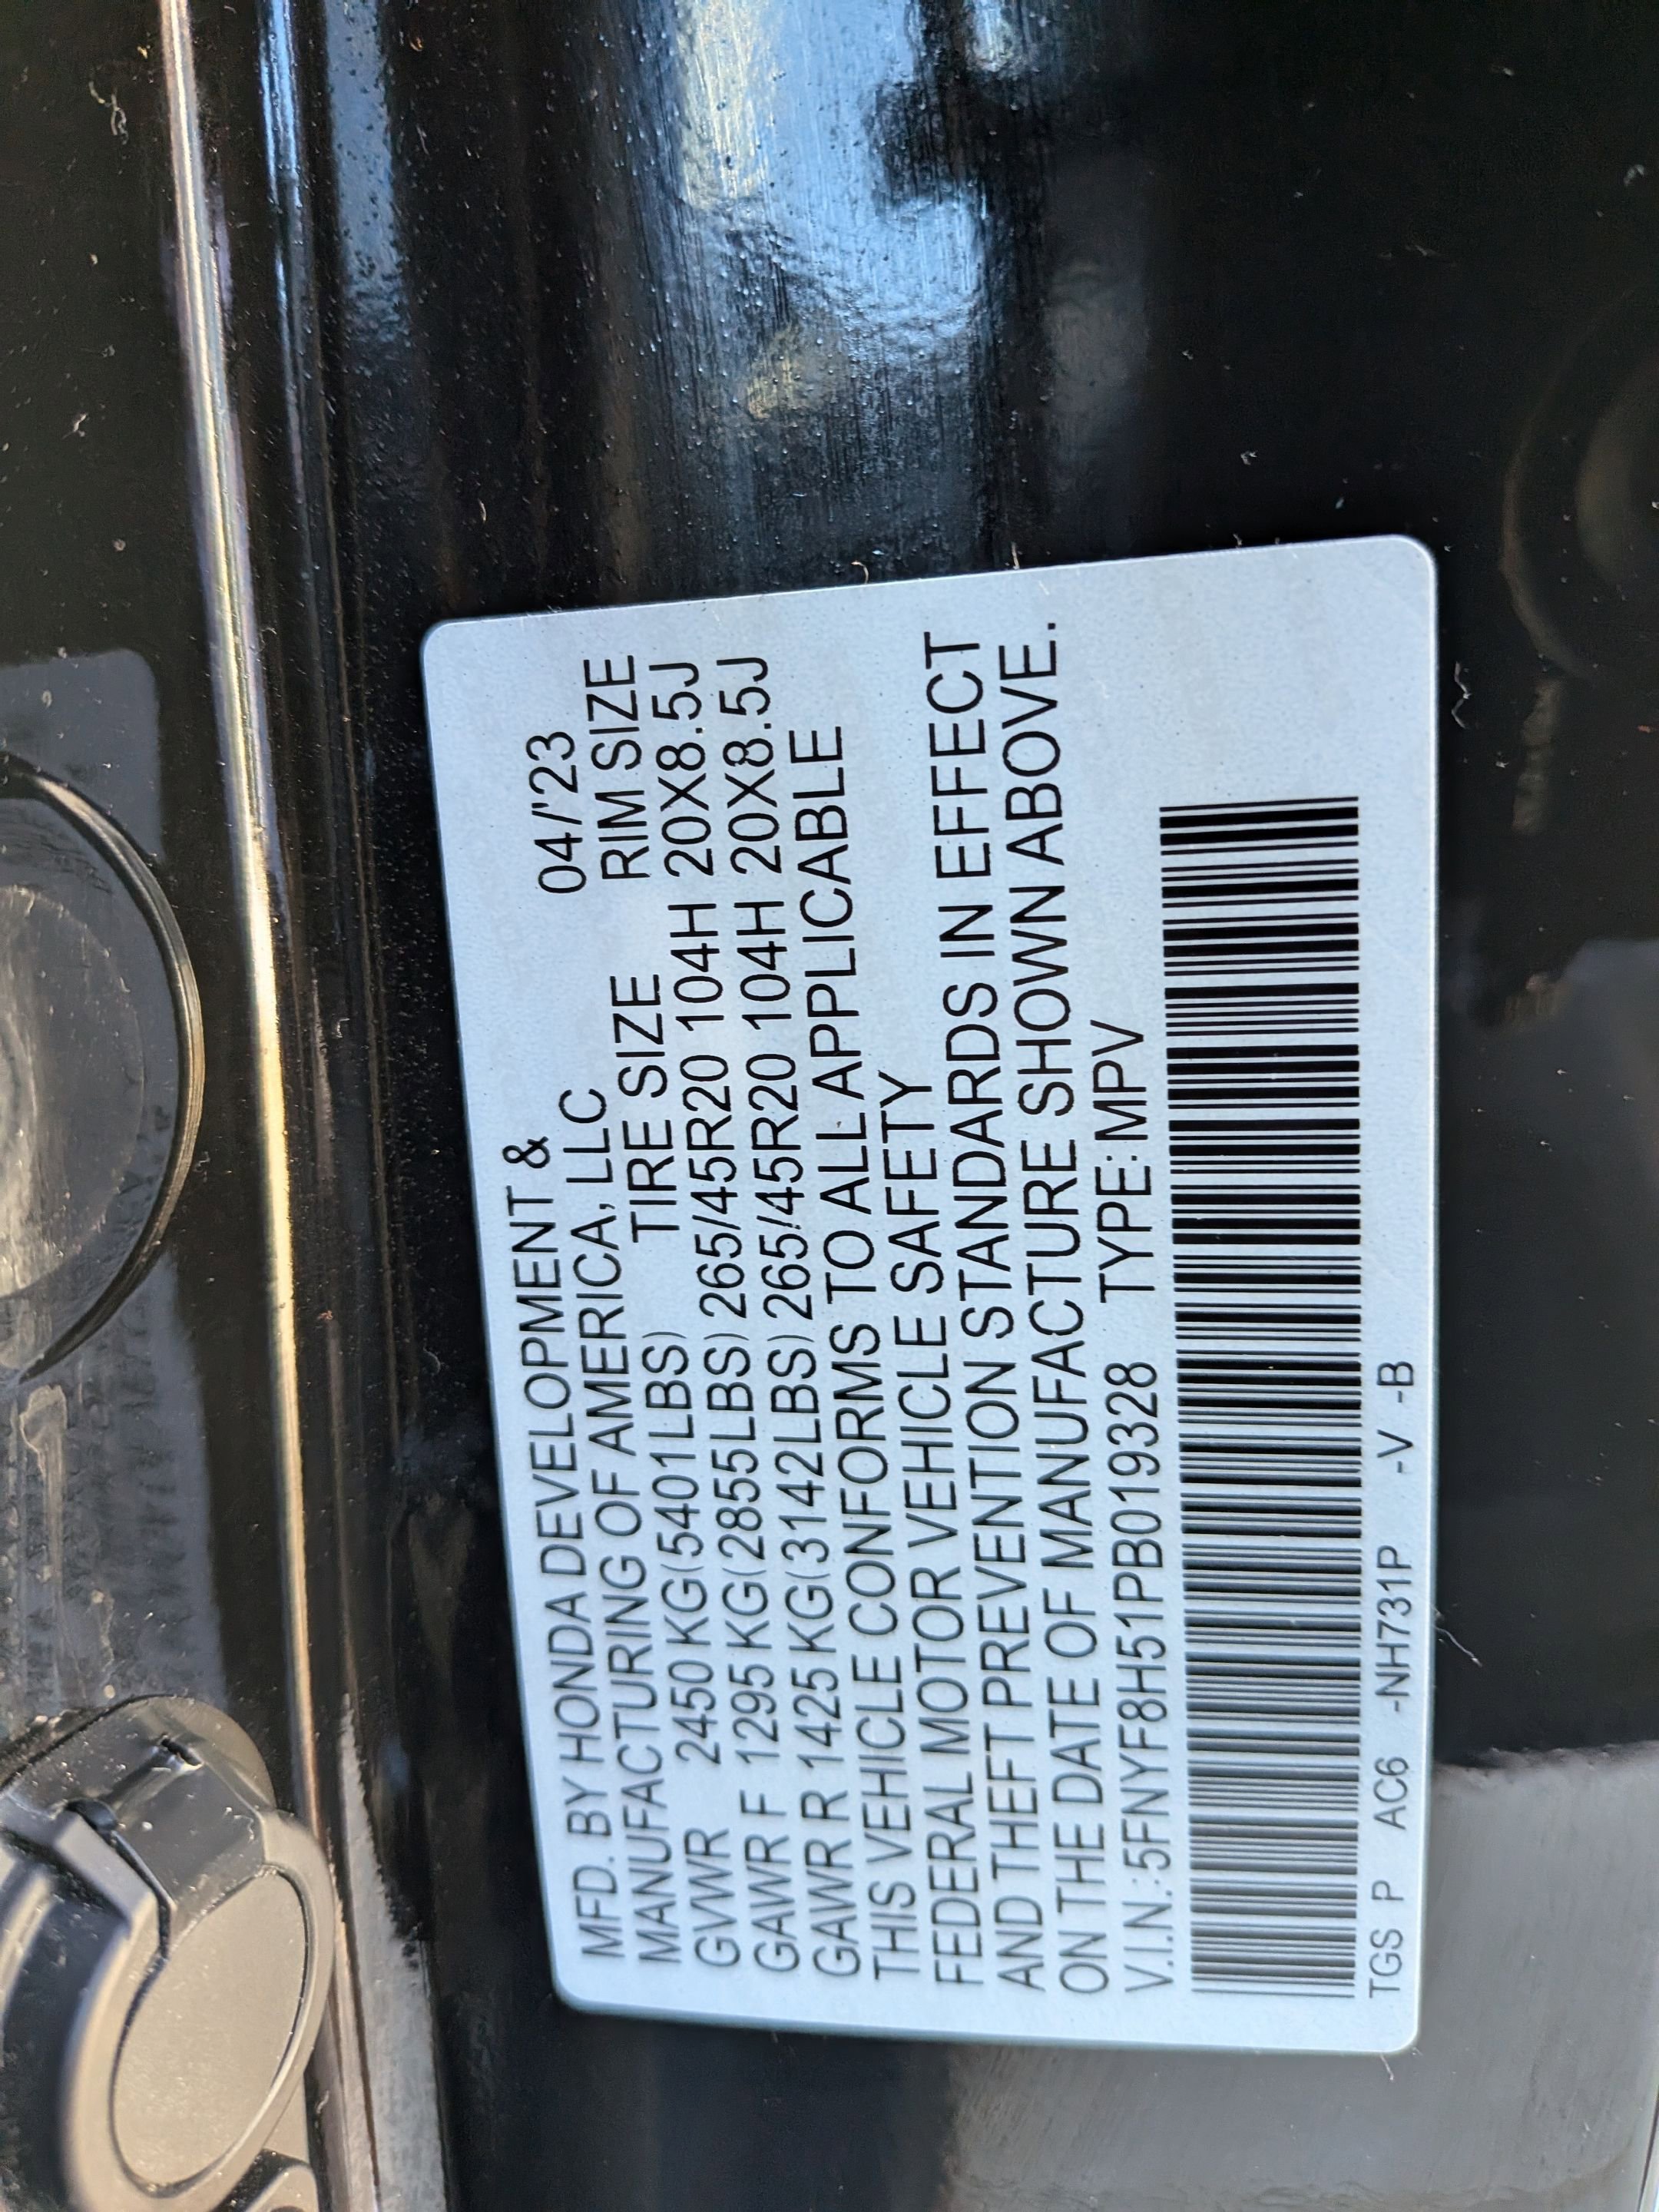 MFD. BY HONDA DEVELOPMENT &
MANUFACTURING OF AMERICA, LLC 04/'23
GVWR 2450 KG(5401LBS) TIRE SIZE RIM SIZE
GAWR F 1295 KG(2855LBS) 265/45R20 104H 20X8.5J
GAWR R 1425 KG(3142LBS) 265/45R20 104H 20X8.5J
THIS VEHICLE CONFORMS TO ALL APPLICABLE
FEDERAL MOTOR VEHICLE SAFETY
AND THEFT PREVENTION STANDARDS IN EFFECT
ON THE DATE OF MANUFACTURE SHOWN ABOVE.
V.I.N.:5FNYF8H51PB019328 TYPE:MPV
TGS P AC6 -NH731P -V -B